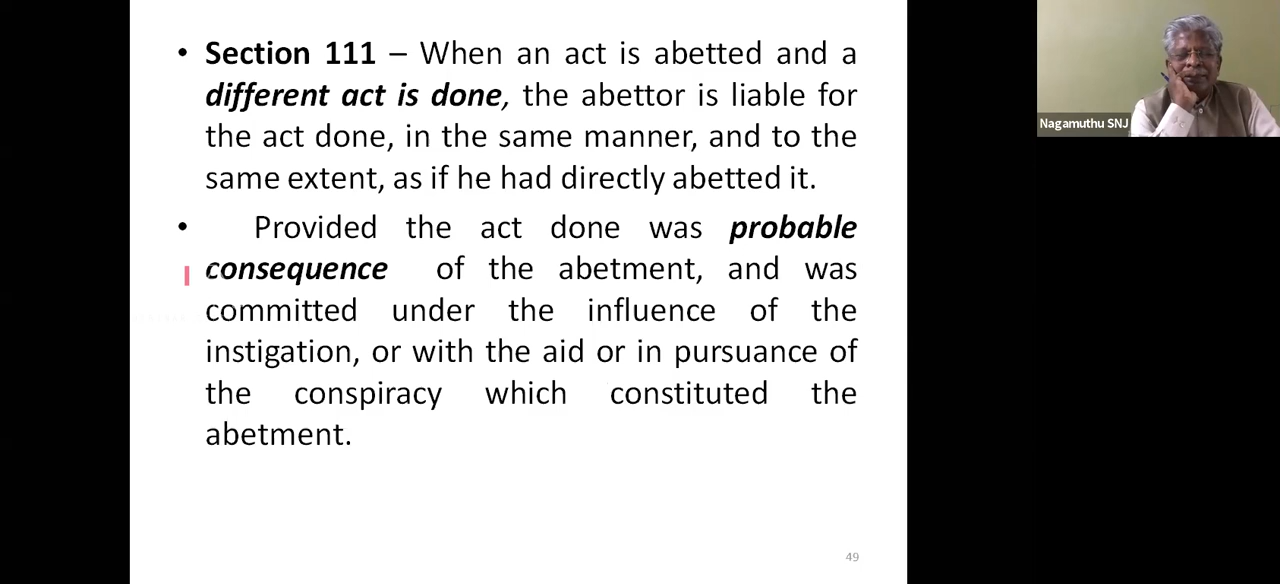 • Section 111 – When an act is abetted and a
different act is done, the abettor is liable for
the act done, in the same manner, and to the
same extent, as if he had directly abetted it.
• Provided the act done was probable
consequence of the abetment, and was
committed under the influence of the
instigation, or with the aid or in pursuance of
the conspiracy which constituted the
abetment.
49
Nagamuthu SNJ